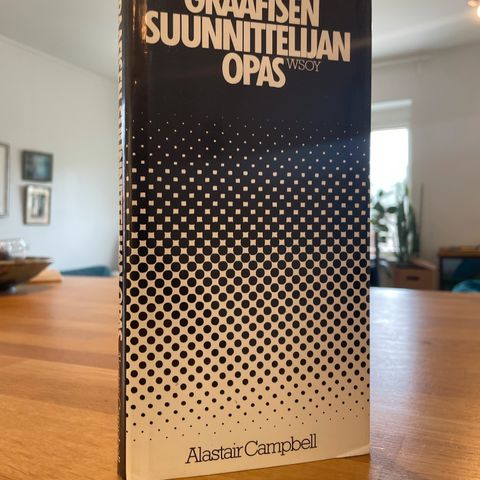 GRAAFISEN
SUUNNITTELIJAN
OPAS WSOY
Alastair Campbell